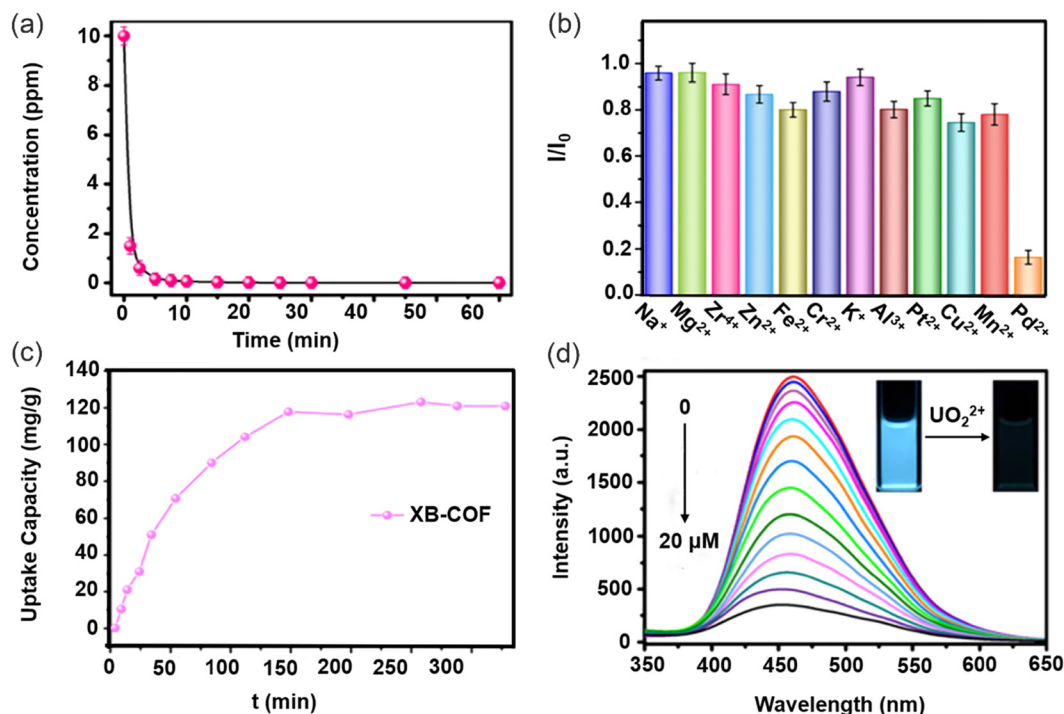 (a)
Concentration (ppm)
10
8
6
4
2
0
0
10
20
30
40
50
60
Time (min)
(b)
I/I₀
1.0
0.8
0.6
0.4
0.2
0.0
Na⁺
Mg²⁺
Zr⁴⁺
Zn²⁺
Fe²⁺
Cr²⁺
K⁺
Al³⁺
Pt²⁺
Cu²⁺
Mn²⁺
Pd²⁺
(c)
Uptake Capacity (mg/g)
140
120
100
80
60
40
20
0
XB-COF
0
50
100
150
200
250
300
t (min)
(d)
Intensity (a.u.)
2500
2000
1500
1000
500
0
0
20 μM
UO₂²⁺
350
400
450
500
550
600
650
Wavelength (nm)